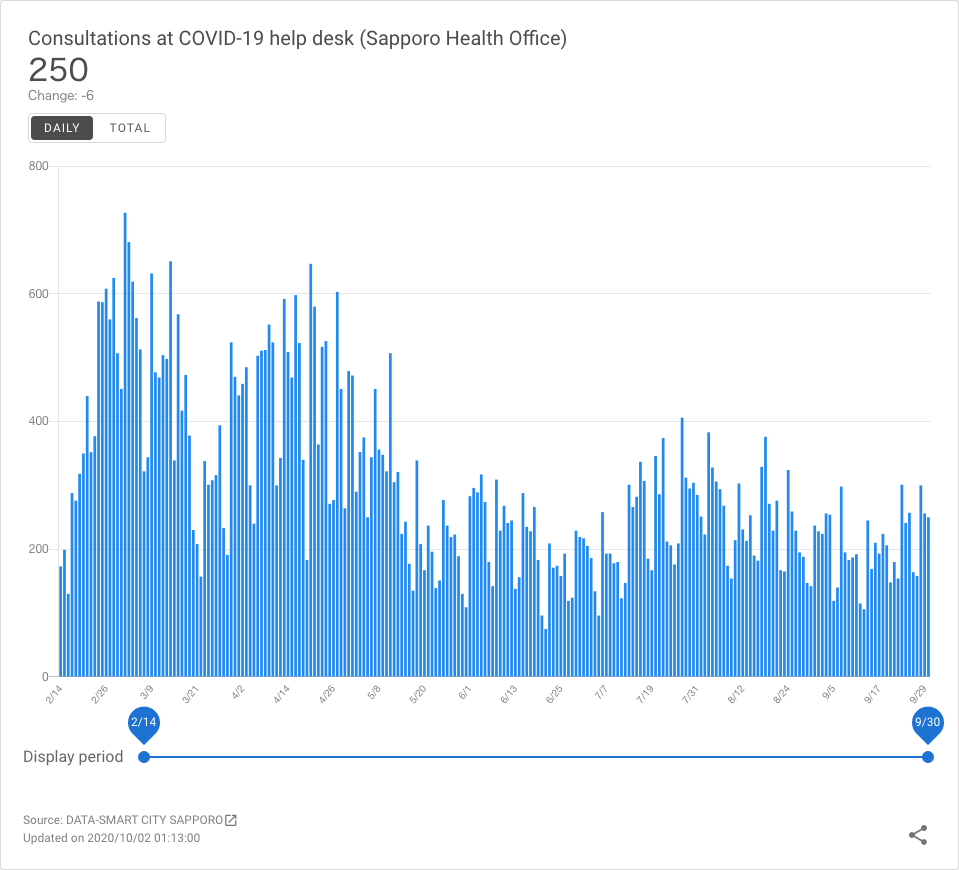 Consultations at COVID-19 help desk (Sapporo Health Office)
250
Change: -6
DAILY TOTAL
800
600
400
200
0
2/14 2/26 3/9 3/21 4/2 4/14 4/26 5/8 5/20 6/1 6/13 6/25 7/7 7/19 7/31 8/12 8/24 9/5 9/17 9/29
2/14 9/30
Display period
Source: DATA-SMART CITY SAPPORO
Updated on 2020/10/02 01:13:00